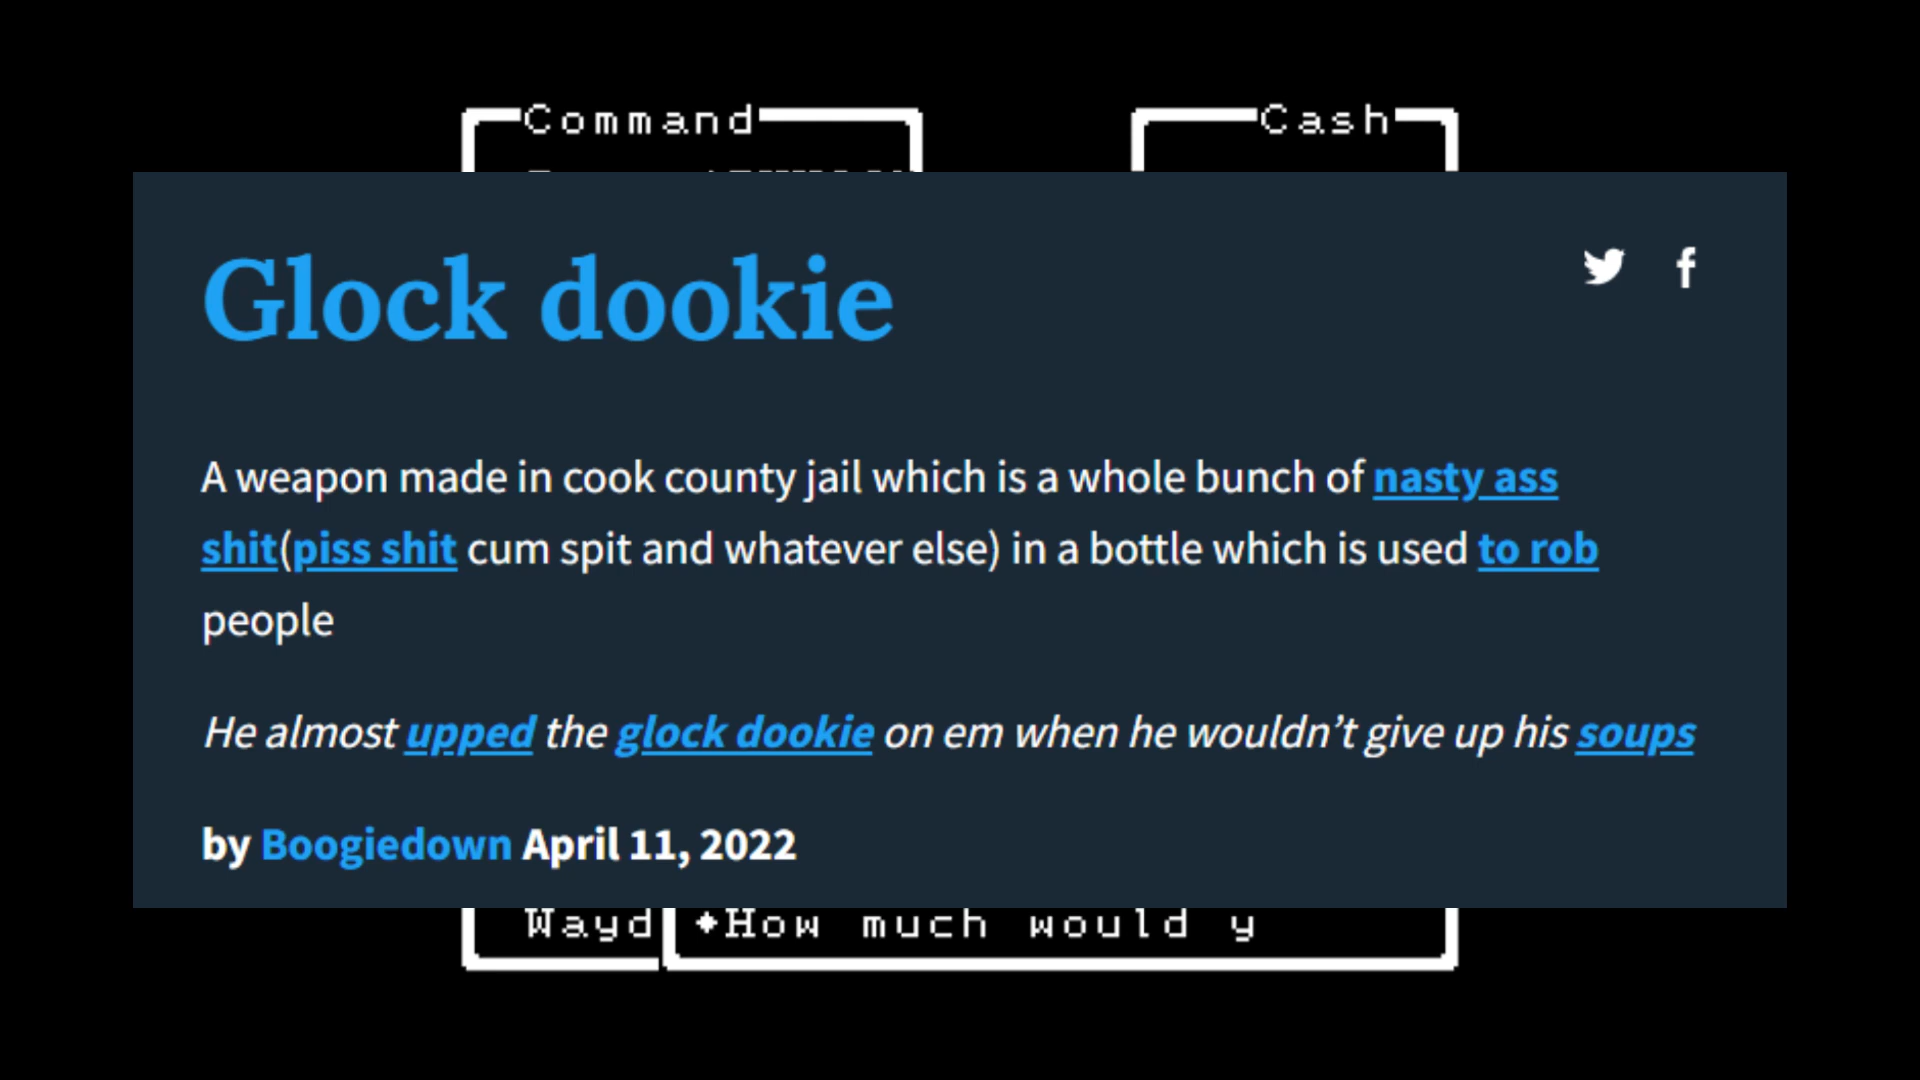 Command Cash
Glock dookie
A weapon made in cook county jail which is a whole bunch of nasty ass
shit(piss shit cum spit and whatever else) in a bottle which is used to rob
people
He almost upped the glock dookie on em when he wouldn’t give up his soups
by Boogiedown April 11, 2022
Wayd ✦How much would y